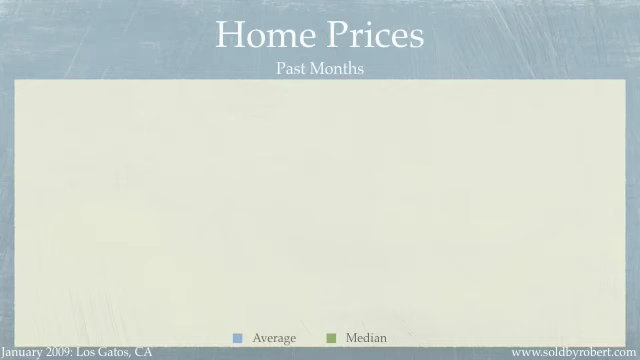 Home Prices
Past Months
Average
Median
January 2009: Los Gatos, CA
www.soldbyrobert.com